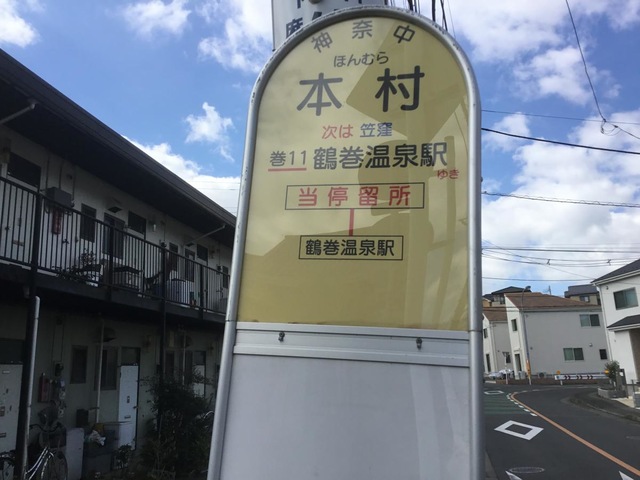 神奈中
ほんむら
本村
次は 笠窪
巻11 鶴巻温泉駅
ゆき
当停留所
鶴巻温泉駅